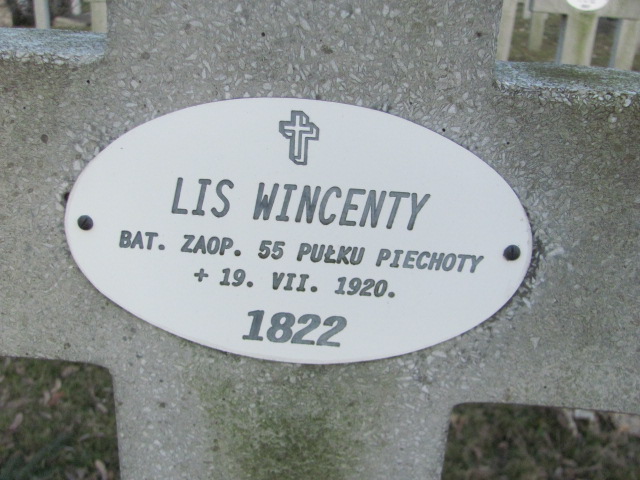 LIS WINCENTY
BAT. ZAOP. 55 PUŁKU PIECHOTY
+ 19. VII. 1920.
1822